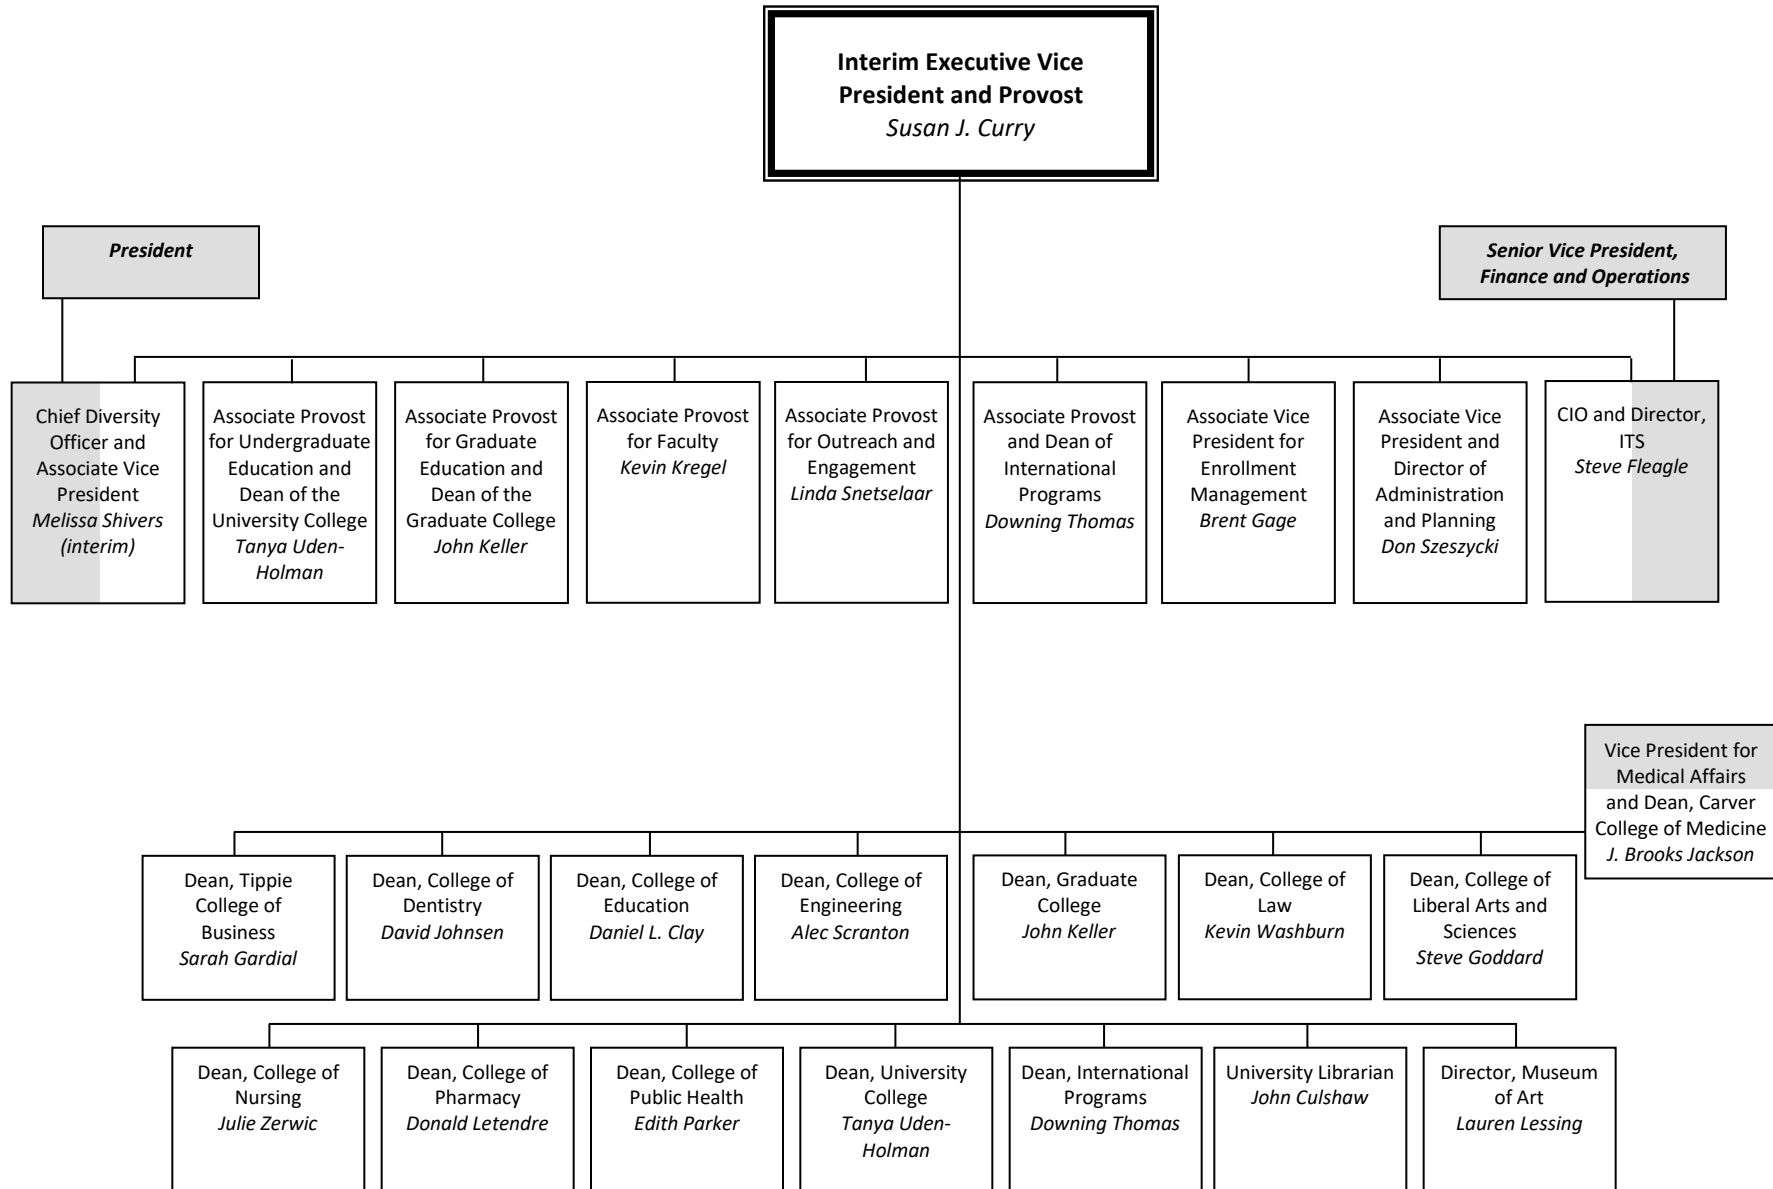 Interim Executive Vice
President and Provost
Susan J. Curry
President
Senior Vice President,
Finance and Operations
Chief Diversity
Officer and
Associate Vice
President
Melissa Shivers
(interim)
Associate Provost
for Undergraduate
Education and
Dean of the
University College
Tanya Uden-
Holman
Associate Provost
for Graduate
Education and
Dean of the
Graduate College
John Keller
Associate Provost
for Faculty
Kevin Kregel
Associate Provost
for Outreach and
Engagement
Linda Snetselaar
Associate Provost
and Dean of
International
Programs
Downing Thomas
Associate Vice
President for
Enrollment
Management
Brent Gage
Associate Vice
President and
Director of
Administration
and Planning
Don Szeszycki
CIO and Director,
ITS
Steve Fleagle
Vice President for
Medical Affairs
and Dean, Carver
College of Medicine
J. Brooks Jackson
Dean, Tippie
College of
Business
Sarah Gardial
Dean, College of
Dentistry
David Johnsen
Dean, College of
Education
Daniel L. Clay
Dean, College of
Engineering
Alec Scranton
Dean, Graduate
College
John Keller
Dean, College of
Law
Kevin Washburn
Dean, College of
Liberal Arts and
Sciences
Steve Goddard
Dean, College of
Nursing
Julie Zerwic
Dean, College of
Pharmacy
Donald Letendre
Dean, College of
Public Health
Edith Parker
Dean, University
College
Tanya Uden-
Holman
Dean, International
Programs
Downing Thomas
University Librarian
John Culshaw
Director, Museum
of Art
Lauren Lessing